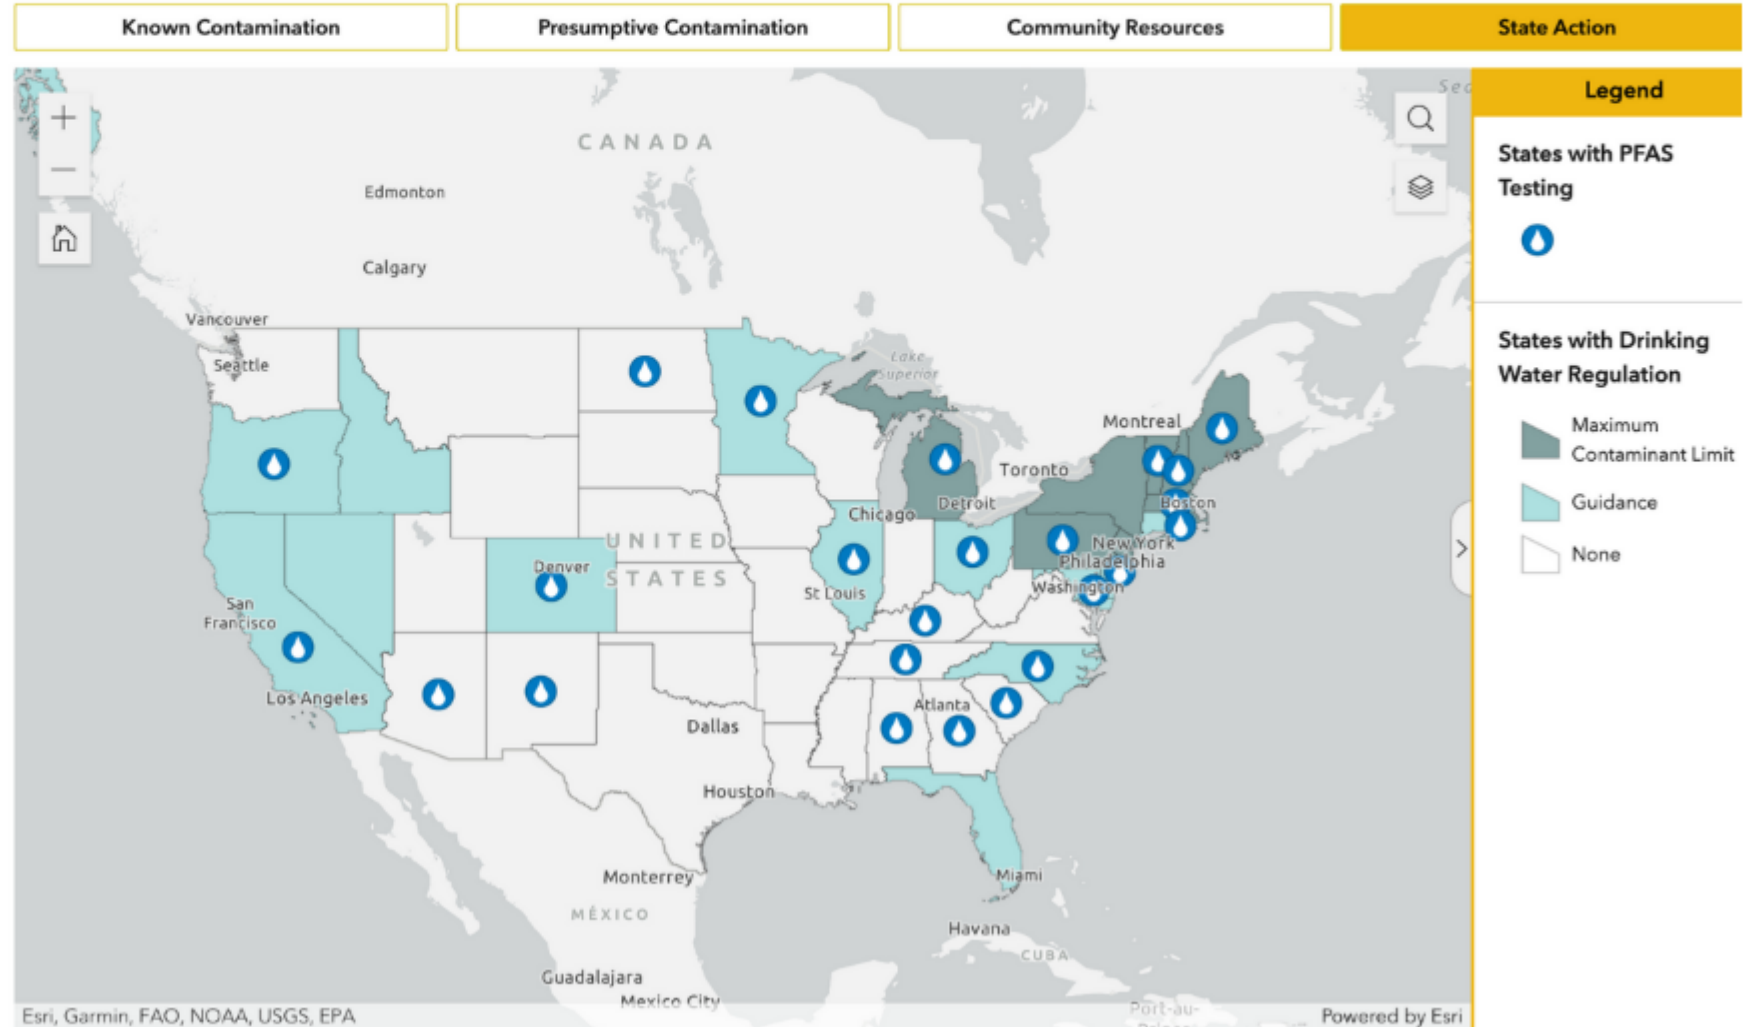 Known Contamination
Presumptive Contamination
Community Resources
State Action
Legend
States with PFAS
Testing
States with Drinking
Water Regulation
Maximum
Contaminant Limit
Guidance
None
CANADA
Edmonton
Calgary
Vancouver
Seattle
Lake
Superior
Montreal
Toronto
Detroit
Chicago
Boston
UNITED
STATES
New York
Philadelphia
Denver
Washington
St Louis
San
Francisco
Los Angeles
Atlanta
Dallas
Houston
Monterrey
Miami
MÉXICO
Havana
CUBA
Guadalajara
Mexico City
Port-au-
Esri, Garmin, FAO, NOAA, USGS, EPA
Powered by Esri